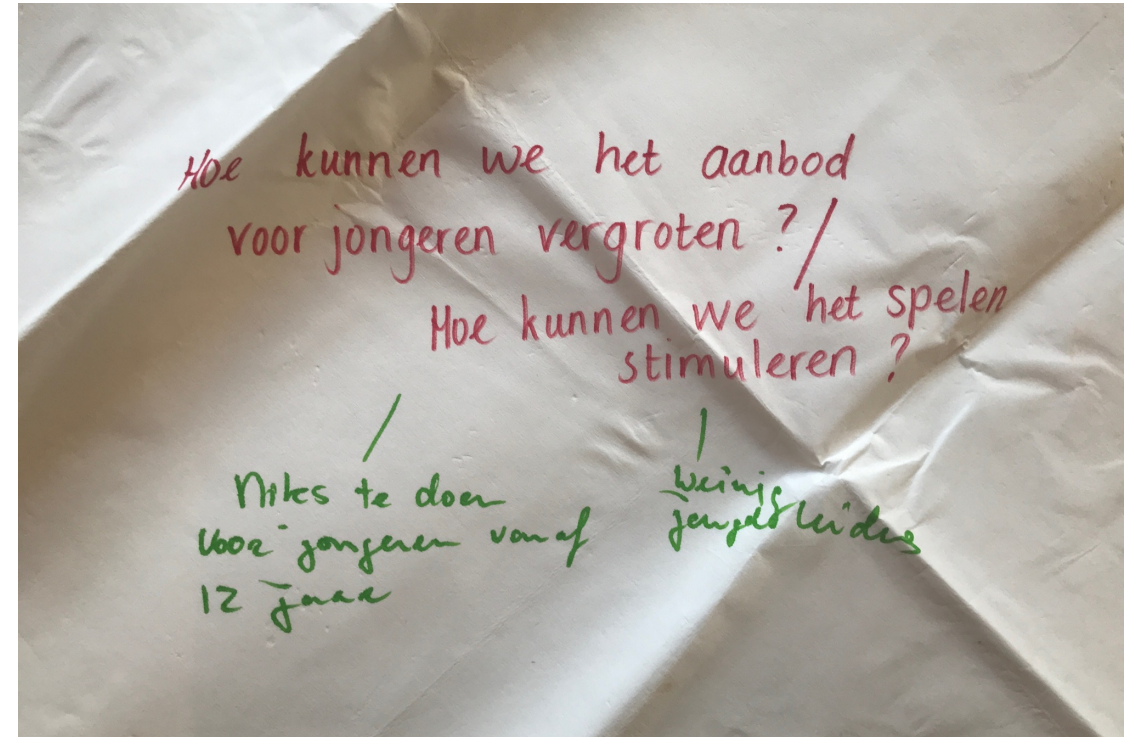 Hoe kunnen we het aanbod
voor jongeren vergroten ? /
Hoe kunnen we het spelen
stimuleren ?
Niks te doen
voor jongeren vanaf
12 jaar
weinig
jeugdleiders